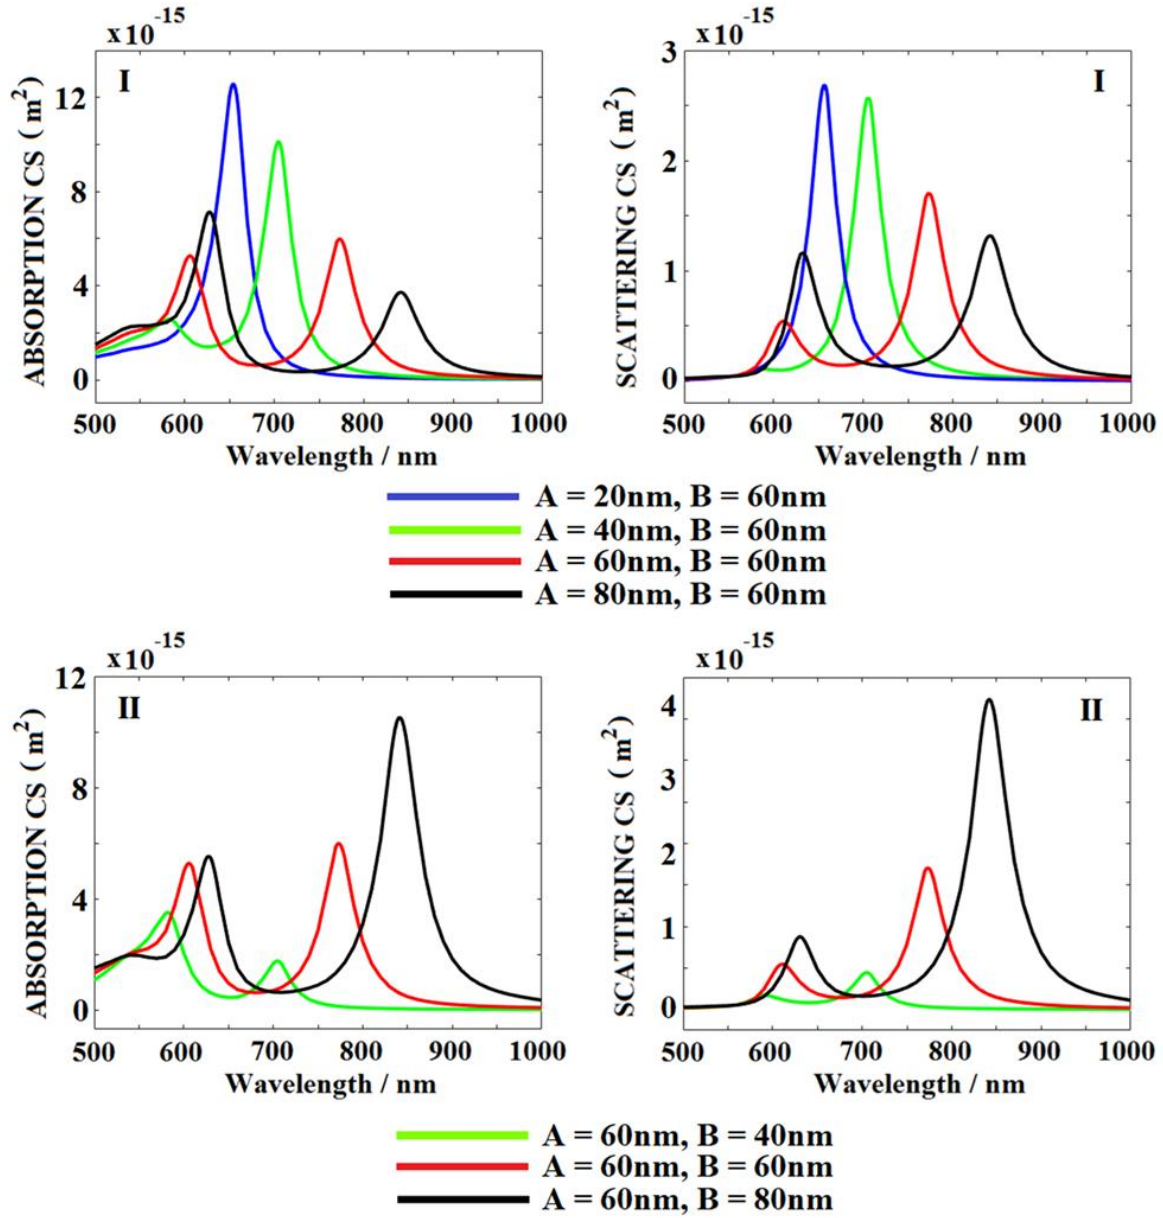 x10-15
I
ABSORPTION CS ( m2)
12
8
4
0
500 600 700 800 900 1000
Wavelength / nm
x10-15
I
SCATTERING CS ( m2)
3
2
1
0
500 600 700 800 900 1000
Wavelength / nm
A = 20nm, B = 60nm
A = 40nm, B = 60nm
A = 60nm, B = 60nm
A = 80nm, B = 60nm
x10-15
II
ABSORPTION CS ( m2)
12
8
4
0
500 600 700 800 900 1000
Wavelength / nm
x10-15
II
SCATTERING CS ( m2)
4
3
2
1
0
500 600 700 800 900 1000
Wavelength / nm
A = 60nm, B = 40nm
A = 60nm, B = 60nm
A = 60nm, B = 80nm